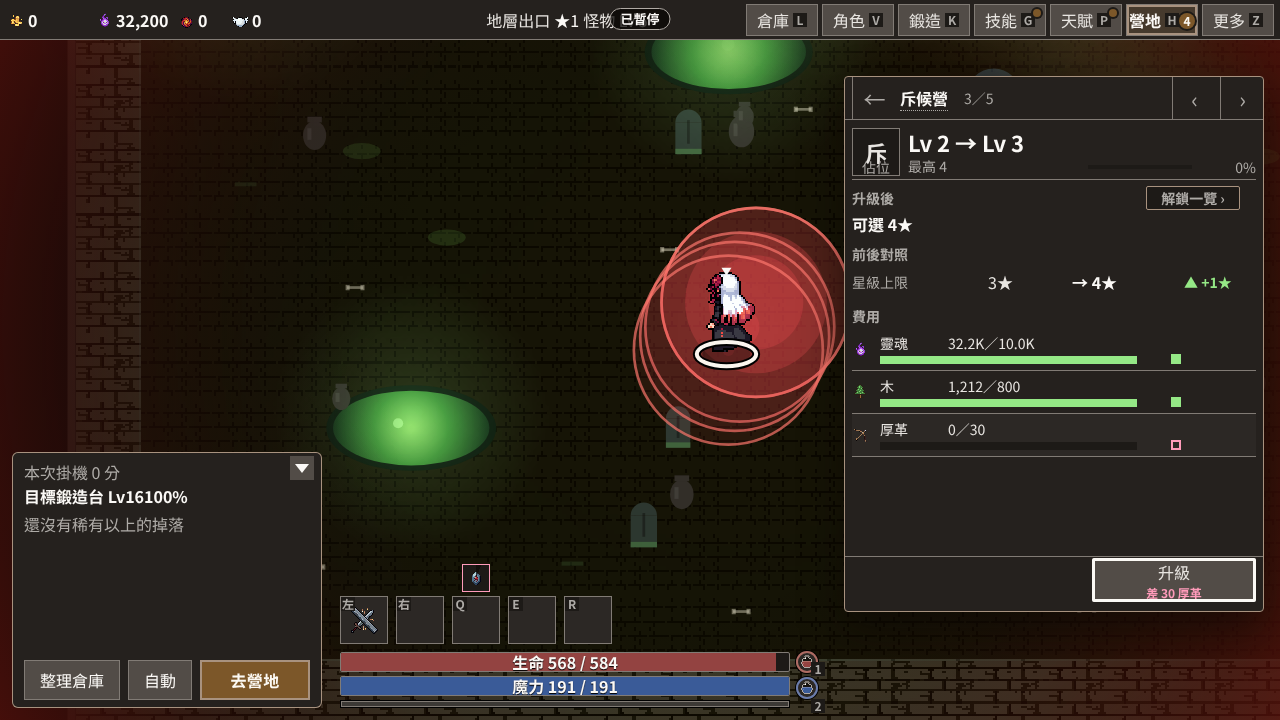 0 32,200 0 0
地層出口 ★1 怪物 已暫停
倉庫 L 角色 V 鍛造 K 技能 G 天賦 P 營地 H 4 更多 Z
← 斥候營 3／5 ‹ ›
斥 佔位
Lv 2 → Lv 3
最高 4 0%
升級後 解鎖一覽 ›
可選 4★
前後對照
星級上限 3★ → 4★ ▲ +1★
費用
靈魂 32.2K／10.0K
木 1,212／800
厚革 0／30
升級
差 30 厚革
本次掛機 0 分
目標鍛造台 Lv16100%
還沒有稀有以上的掉落
整理倉庫 自動 去營地
左 右 Q E R
生命 568 / 584 1
魔力 191 / 191
2